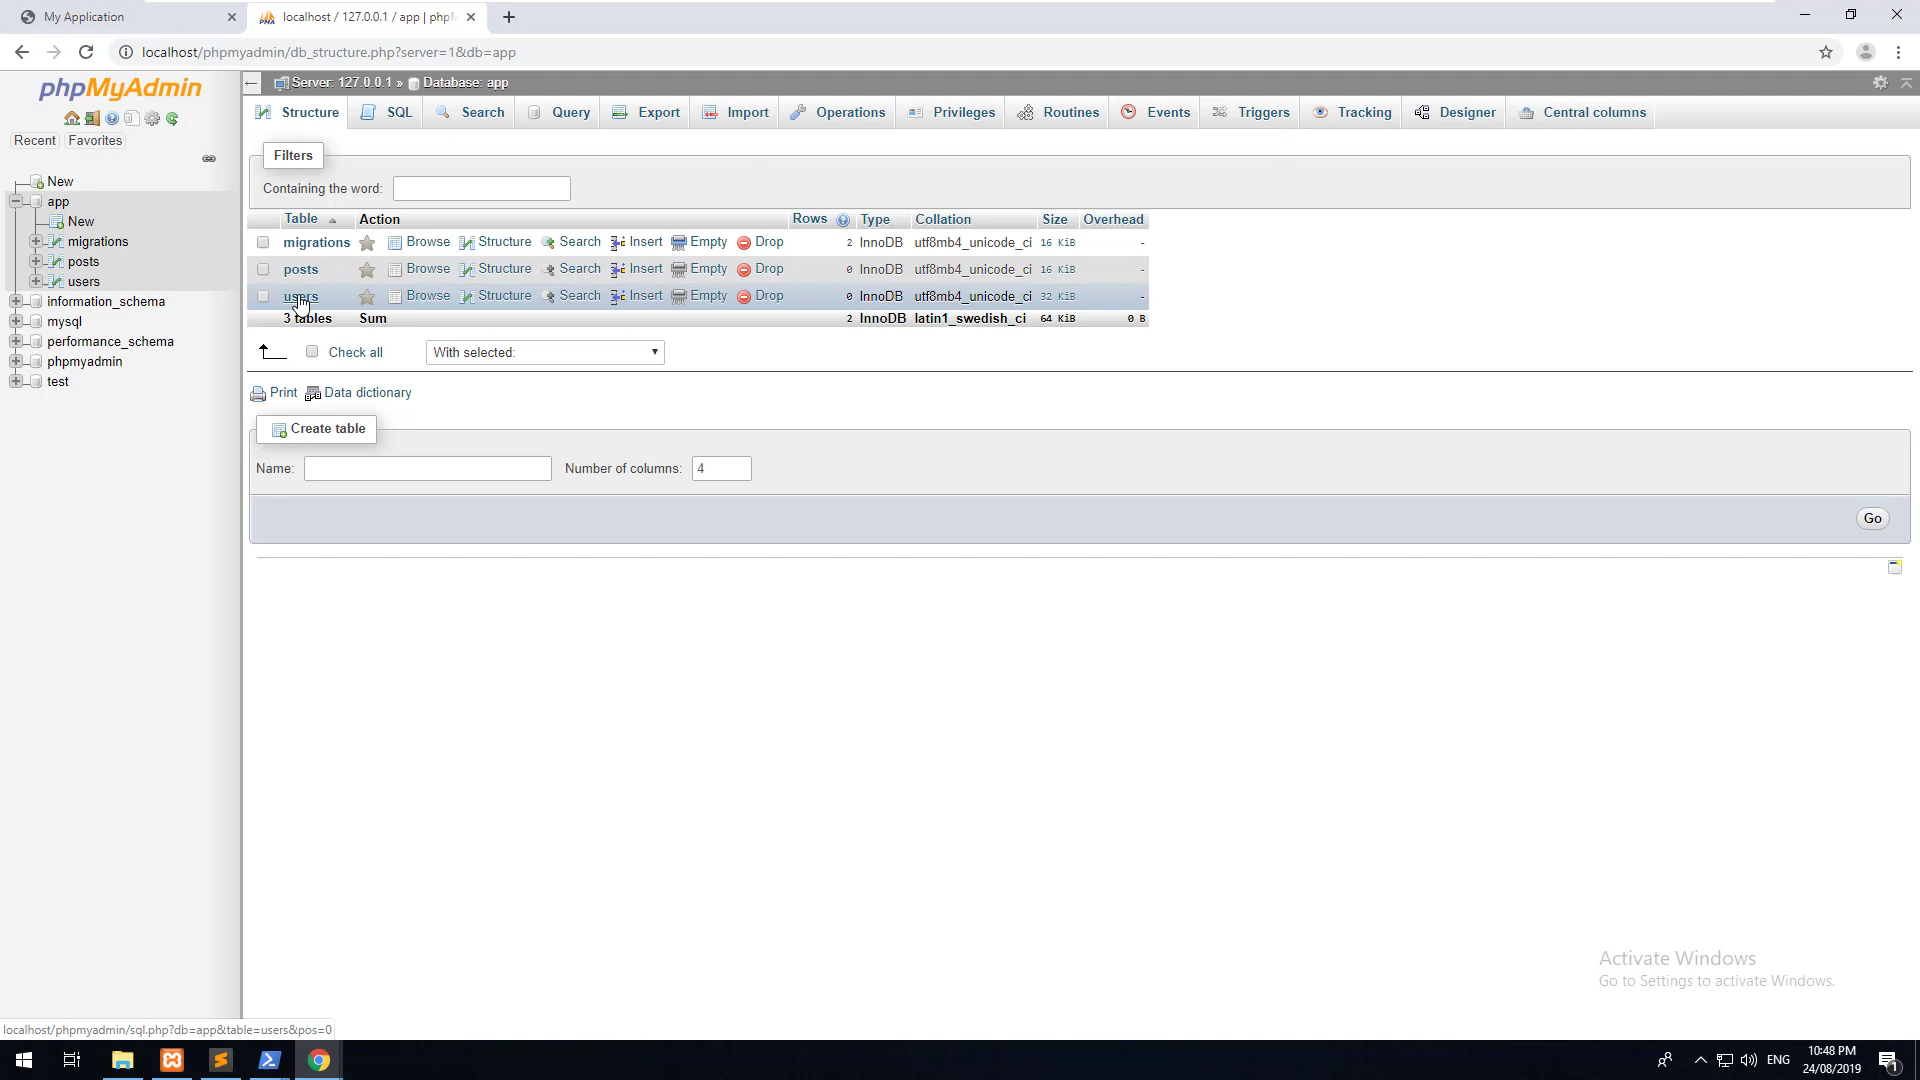 My Application
localhost / 127.0.0.1 / app | phpM
localhost/phpmyadmin/db_structure.php?server=1&db=app
phpMyAdmin
Recent Favorites
New
app
New
migrations
posts
users
information_schema
mysql
performance_schema
phpmyadmin
test
Server: 127.0.0.1 » Database: app
Structure SQL Search Query Export Import Operations Privileges Routines Events Triggers Tracking Designer Central columns
Filters
Containing the word:
Table Action Rows Type Collation Size Overhead
migrations Browse Structure Search Insert Empty Drop 2 InnoDB utf8mb4_unicode_ci 16 KiB -
posts Browse Structure Search Insert Empty Drop 0 InnoDB utf8mb4_unicode_ci 16 KiB -
users Browse Structure Search Insert Empty Drop 0 InnoDB utf8mb4_unicode_ci 32 KiB -
3 tables Sum 2 InnoDB latin1_swedish_ci 64 KiB 0 B
Check all With selected:
Print Data dictionary
Create table
Name: Number of columns: 4
Go
Activate Windows
Go to Settings to activate Windows.
localhost/phpmyadmin/sql.php?db=app&table=users&pos=0
ENG
10:48 PM
24/08/2019
1